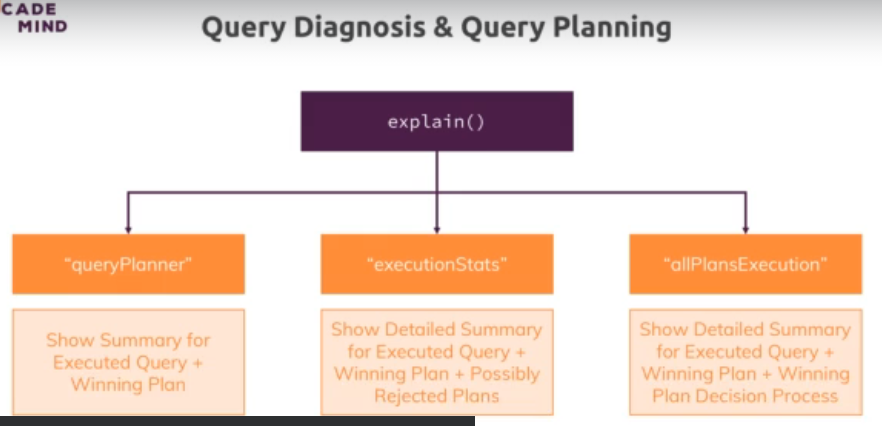 CADE
MIND
Query Diagnosis & Query Planning
explain()
“queryPlanner”
“executionStats”
“allPlansExecution”
Show Summary for
Executed Query +
Winning Plan
Show Detailed Summary
for Executed Query +
Winning Plan + Possibly
Rejected Plans
Show Detailed Summary
for Executed Query +
Winning Plan + Winning
Plan Decision Process